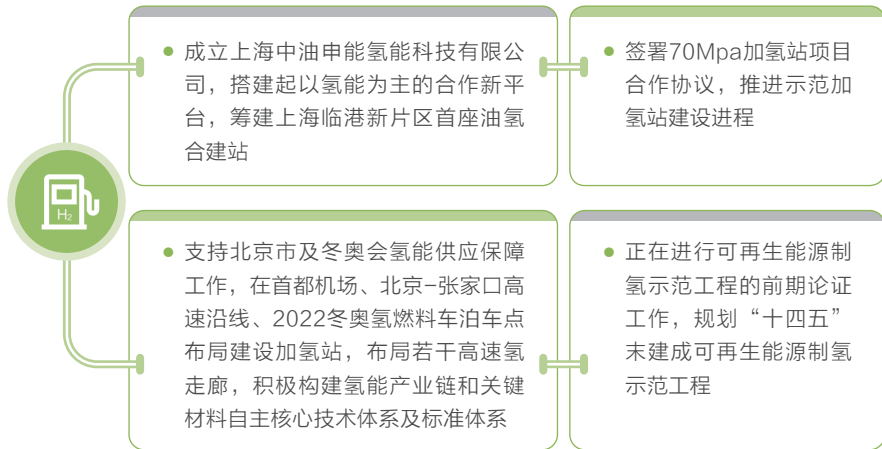 成立上海中油申能氢能科技有限公
司，搭建起以氢能为主的合作新平
台，筹建上海临港新片区首座油氢
合建站
签署70Mpa加氢站项目
合作协议，推进示范加
氢站建设进程
H₂
支持北京市及冬奥会氢能供应保障
工作，在首都机场、北京-张家口高
速沿线、2022冬奥氢燃料车泊车点
布局建设加氢站，布局若干高速氢
走廊，积极构建氢能产业链和关键
材料自主核心技术体系及标准体系
正在进行可再生能源制
氢示范工程的前期论证
工作，规划“十四五”
末建成可再生能源制氢
示范工程